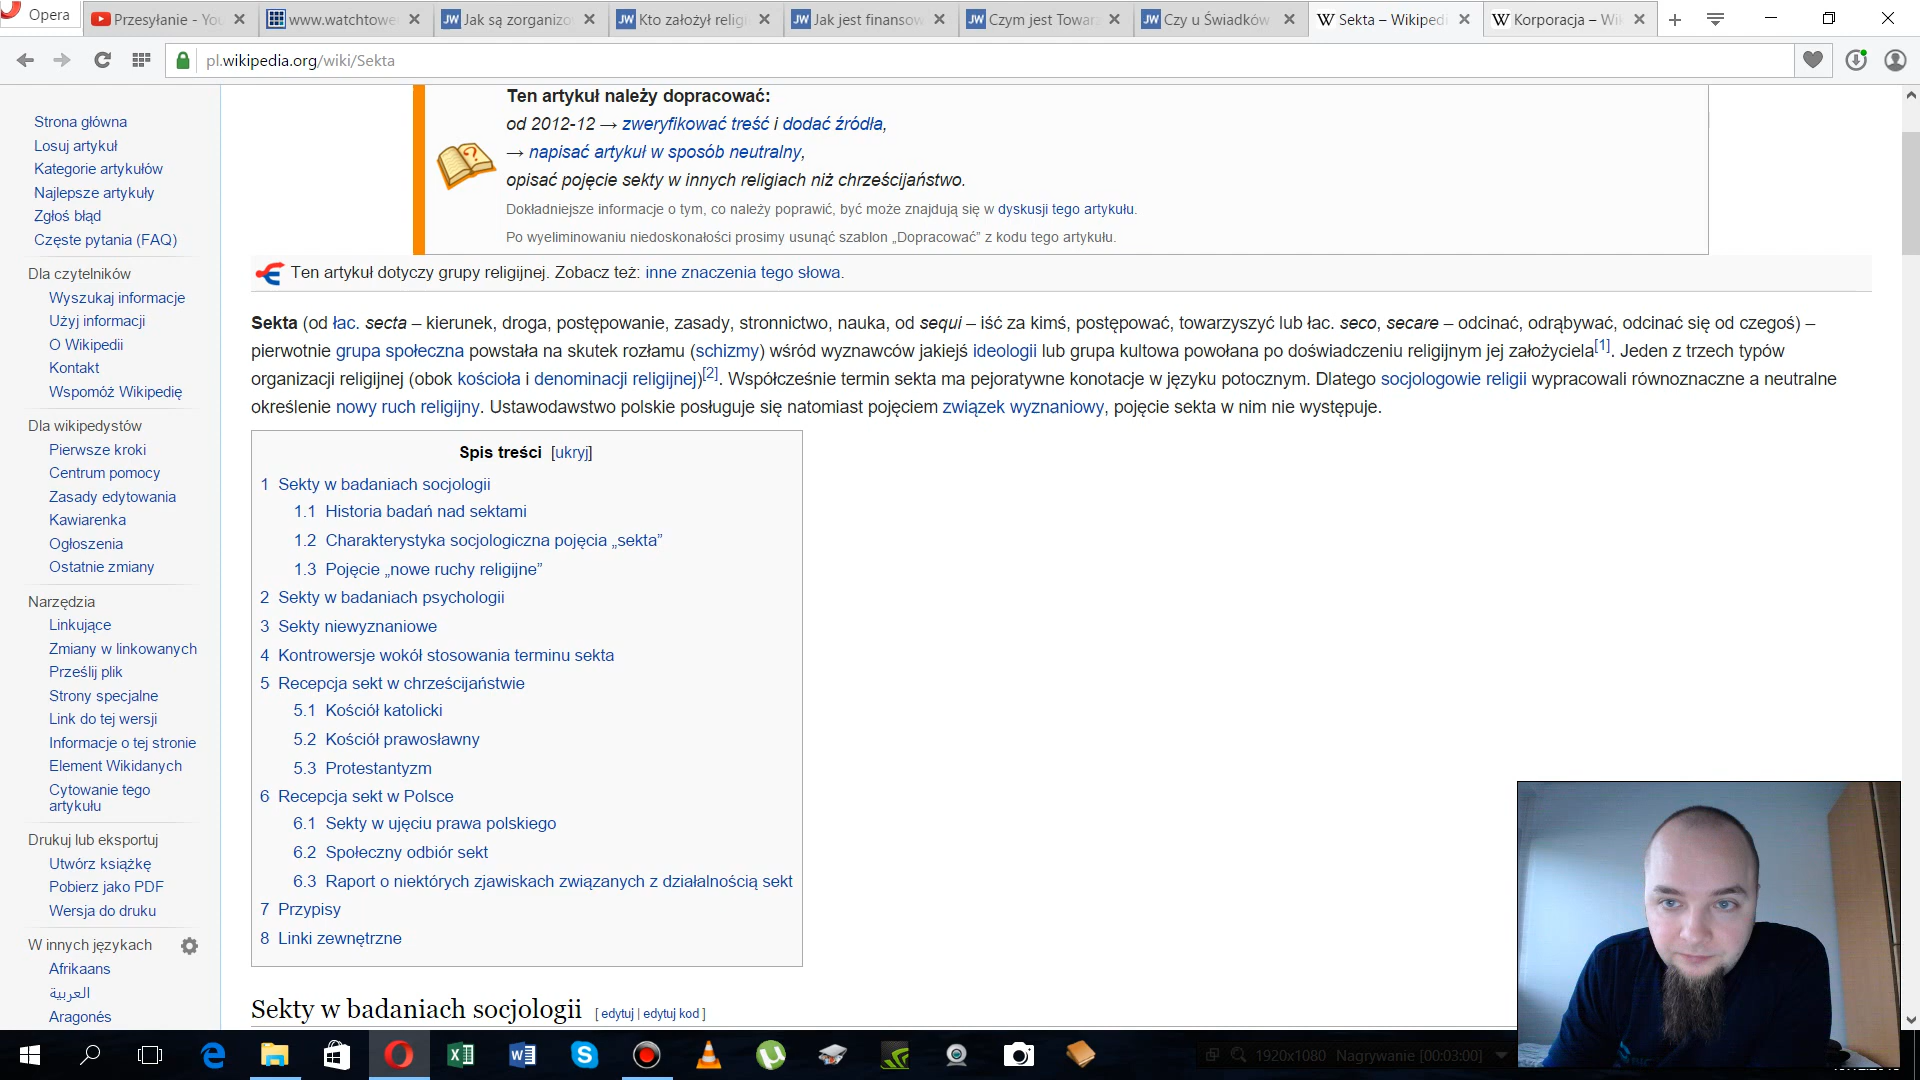 Opera
Przesyłanie - You
www.watchtower
Jak są zorganizo
Kto założył religi
Jak jest finansow
Czym jest Towarz
Czy u Świadków
Sekta – Wikipedi
Korporacja – Wik
pl.wikipedia.org/wiki/Sekta
Strona główna
Losuj artykuł
Kategorie artykułów
Najlepsze artykuły
Zgłoś błąd
Częste pytania (FAQ)
Dla czytelników
Wyszukaj informacje
Użyj informacji
O Wikipedii
Kontakt
Wspomóż Wikipedię
Dla wikipedystów
Pierwsze kroki
Centrum pomocy
Zasady edytowania
Kawiarenka
Ogłoszenia
Ostatnie zmiany
Narzędzia
Linkujące
Zmiany w linkowanych
Prześlij plik
Strony specjalne
Link do tej wersji
Informacje o tej stronie
Element Wikidanych
Cytowanie tego
artykułu
Drukuj lub eksportuj
Utwórz książkę
Pobierz jako PDF
Wersja do druku
W innych językach
Afrikaans
العربية
Aragonés
Ten artykuł należy dopracować:
od 2012-12 → zweryfikować treść i dodać źródła,
→ napisać artykuł w sposób neutralny,
opisać pojęcie sekty w innych religiach niż chrześcijaństwo.
Dokładniejsze informacje o tym, co należy poprawić, być może znajdują się w dyskusji tego artykułu.
Po wyeliminowaniu niedoskonałości prosimy usunąć szablon „Dopracować” z kodu tego artykułu.
Ten artykuł dotyczy grupy religijnej. Zobacz też: inne znaczenia tego słowa.
Sekta (od łac. secta – kierunek, droga, postępowanie, zasady, stronnictwo, nauka, od sequi – iść za kimś, postępować, towarzyszyć lub łac. seco, secare – odcinać, odrąbywać, odcinać się od czegoś) –
pierwotnie grupa społeczna powstała na skutek rozłamu (schizmy) wśród wyznawców jakiejś ideologii lub grupa kultowa powołana po doświadczeniu religijnym jej założyciela[1]. Jeden z trzech typów
organizacji religijnej (obok kościoła i denominacji religijnej)[2]. Współcześnie termin sekta ma pejoratywne konotacje w języku potocznym. Dlatego socjologowie religii wypracowali równoznaczne a neutralne
określenie nowy ruch religijny. Ustawodawstwo polskie posługuje się natomiast pojęciem związek wyznaniowy, pojęcie sekta w nim nie występuje.
Spis treści [ukryj]
1 Sekty w badaniach socjologii
1.1 Historia badań nad sektami
1.2 Charakterystyka socjologiczna pojęcia „sekta”
1.3 Pojęcie „nowe ruchy religijne”
2 Sekty w badaniach psychologii
3 Sekty niewyznaniowe
4 Kontrowersje wokół stosowania terminu sekta
5 Recepcja sekt w chrześcijaństwie
5.1 Kościół katolicki
5.2 Kościół prawosławny
5.3 Protestantyzm
6 Recepcja sekt w Polsce
6.1 Sekty w ujęciu prawa polskiego
6.2 Społeczny odbiór sekt
6.3 Raport o niektórych zjawiskach związanych z działalnością sekt
7 Przypisy
8 Linki zewnętrzne
Sekty w badaniach socjologii [ edytuj | edytuj kod ]
1920x1080 Nagrywanie [00:03:00]